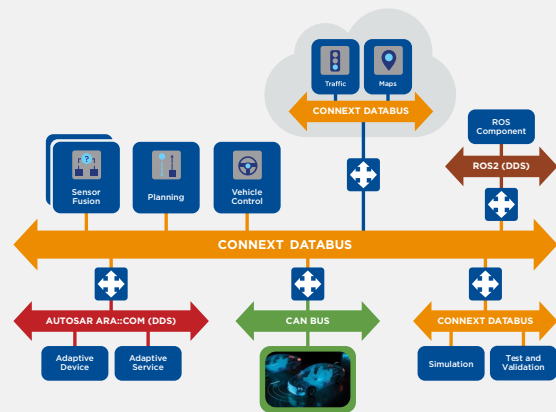 Traffic
Maps
CONNEXT DATABUS
ROS
Component
ROS2 (DDS)
?
Sensor
Fusion
Planning
Vehicle
Control
CONNEXT DATABUS
AUTOSAR ARA::COM (DDS)
CAN BUS
CONNEXT DATABUS
Adaptive
Device
Adaptive
Service
Simulation
Test and
Validation